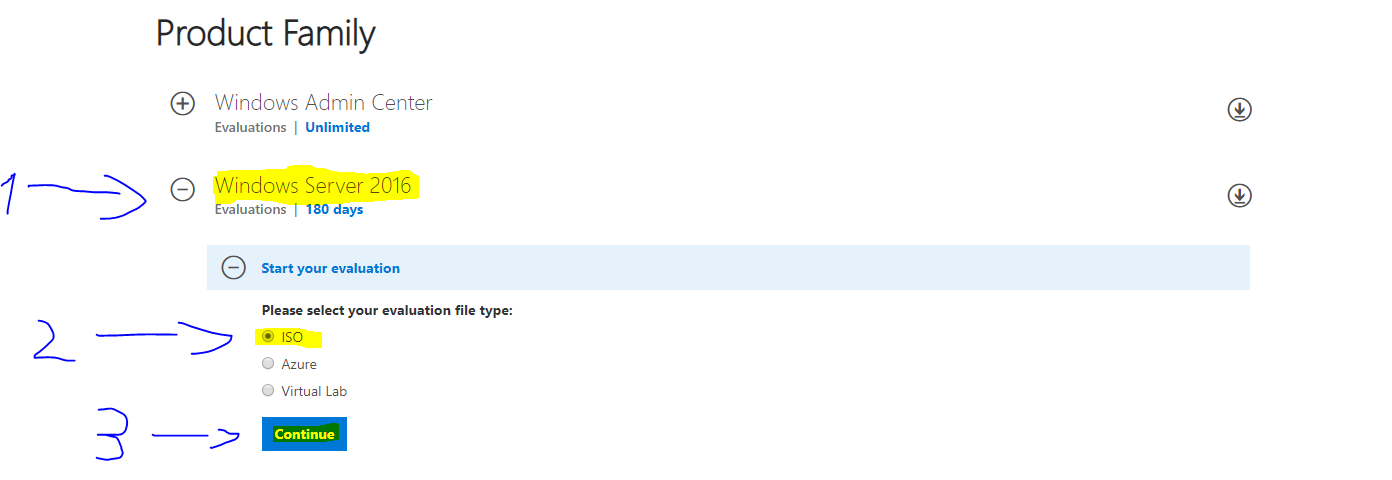 Product Family
Windows Admin Center
Evaluations | Unlimited
1
Windows Server 2016
Evaluations | 180 days
Start your evaluation
Please select your evaluation file type:
2
ISO
Azure
Virtual Lab
3
Continue